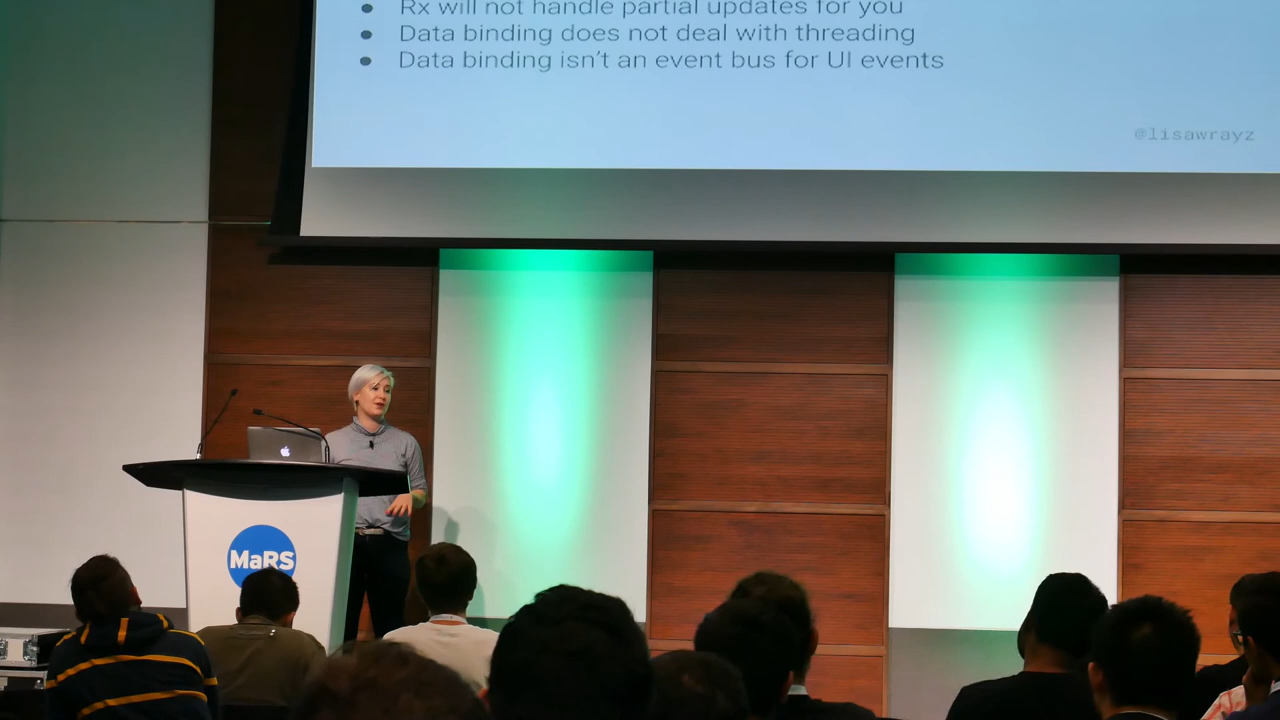 Rx will not handle partial updates for you
Data binding does not deal with threading
Data binding isn't an event bus for UI events
@lisawrayz
MaRS